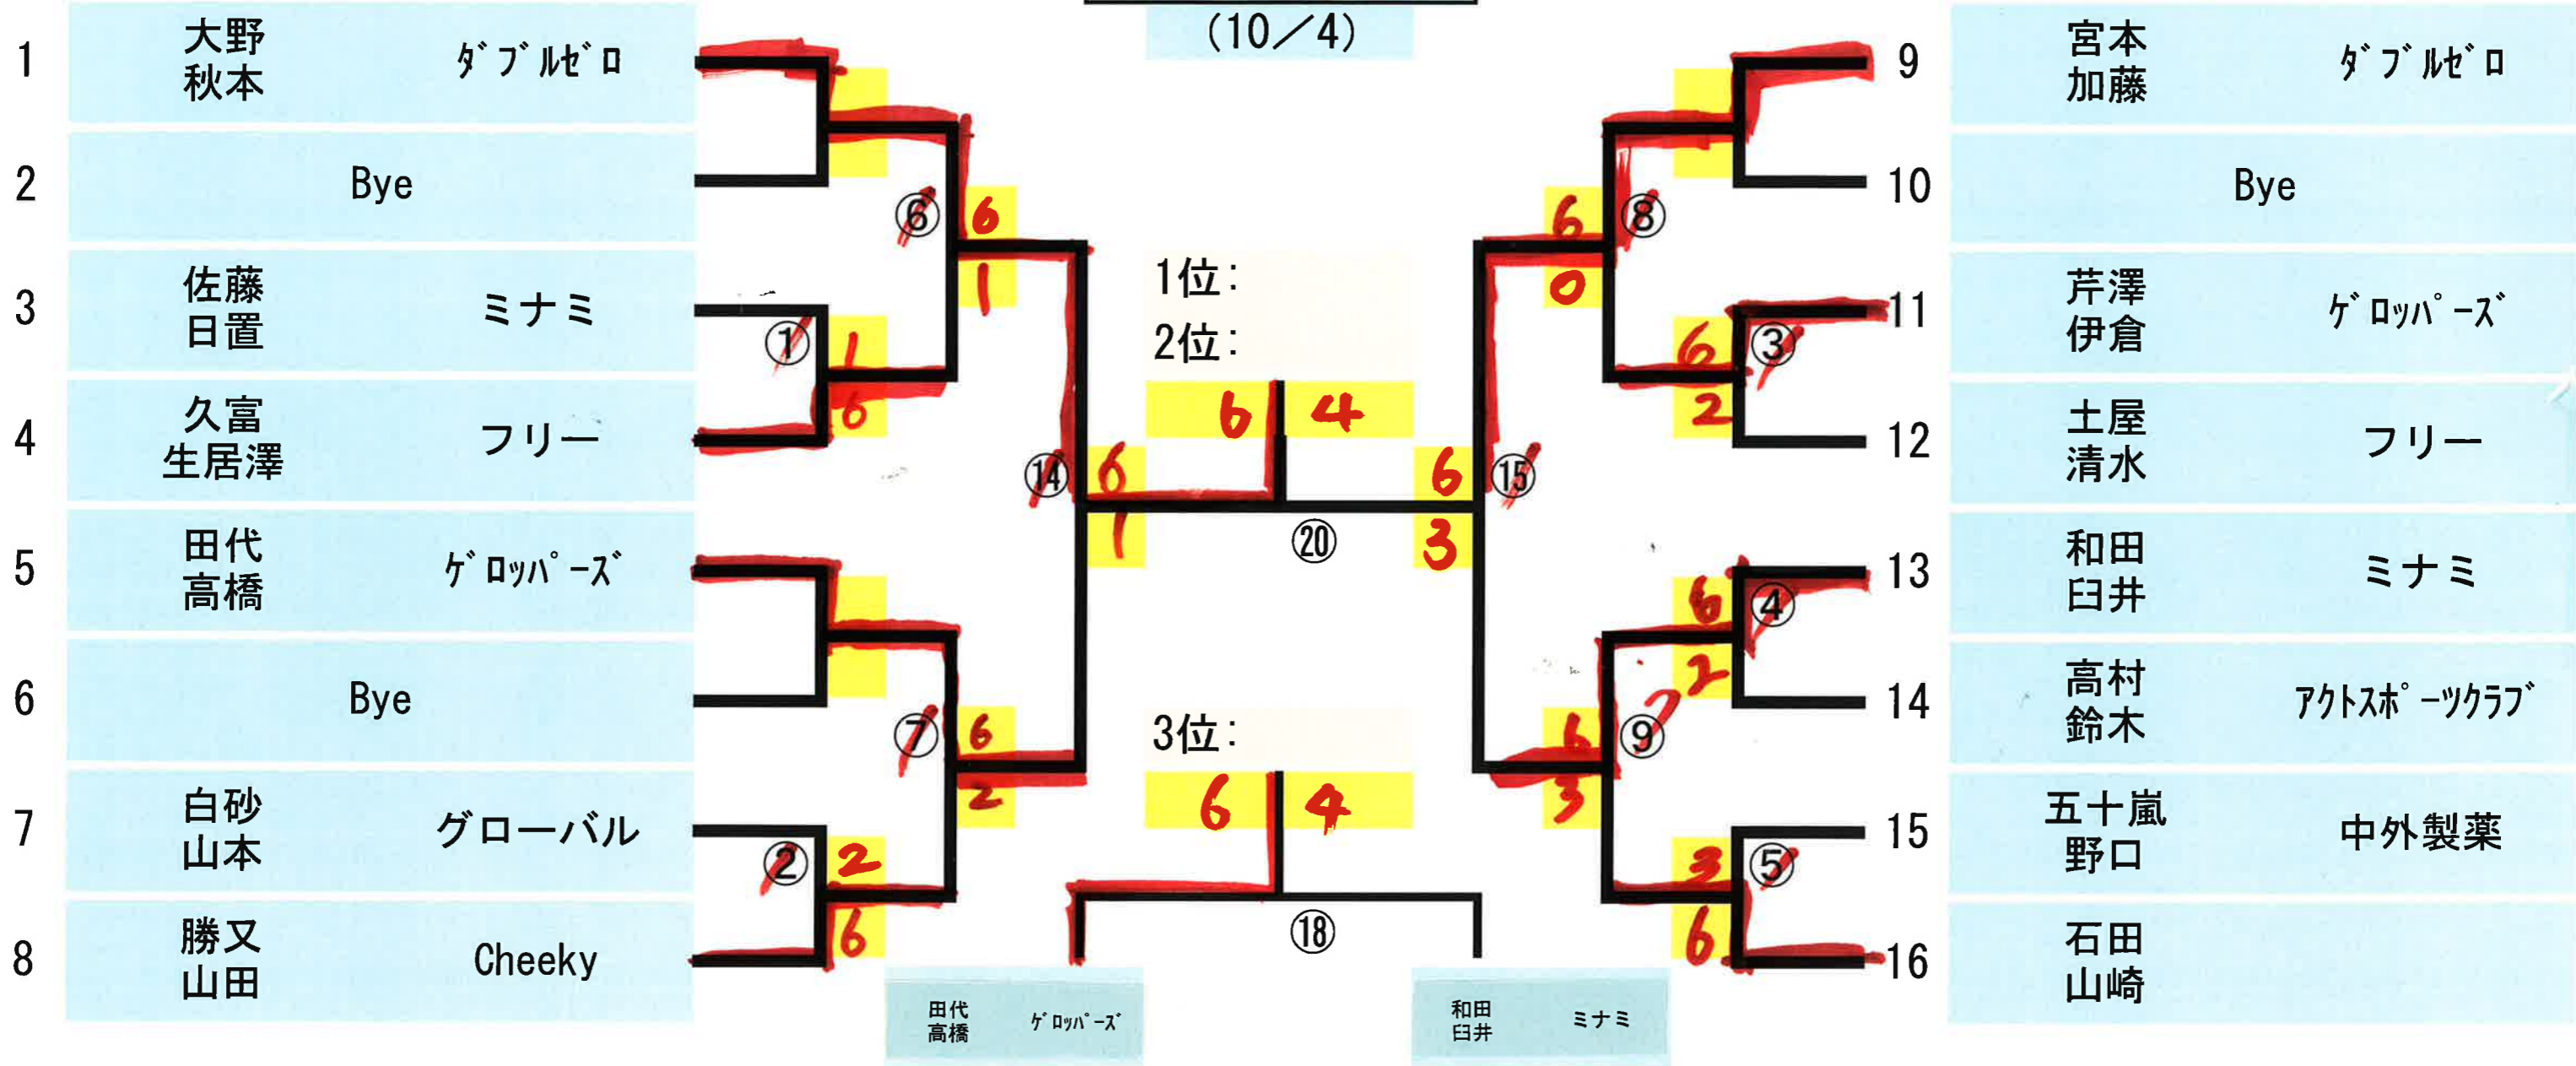 (10／4)
1 大野 秋本 ダブルゼロ
2 Bye
3 佐藤 日置 ミナミ
4 久富 生居澤 フリー
5 田代 高橋 ゲロッパーズ
6 Bye
7 白砂 山本 グローバル
8 勝又 山田 Cheeky
① 1 6
② 2 6
⑥ 6 1
⑦ 6 2
⑭ 6 1
1位：
2位：
6 4
⑳
3位：
6 4
⑱
田代 高橋 ゲロッパーズ
和田 臼井 ミナミ
⑮ 6 3
⑧ 6 0
⑨ 6 3
③ 6 2
④ 6 2
⑤ 3 6
9 宮本 加藤 ダブルゼロ
10 Bye
11 芹澤 伊倉 ゲロッパーズ
12 土屋 清水 フリー
13 和田 臼井 ミナミ
14 高村 鈴木 アクトスポーツクラブ
15 五十嵐 野口 中外製薬
16 石田 山崎